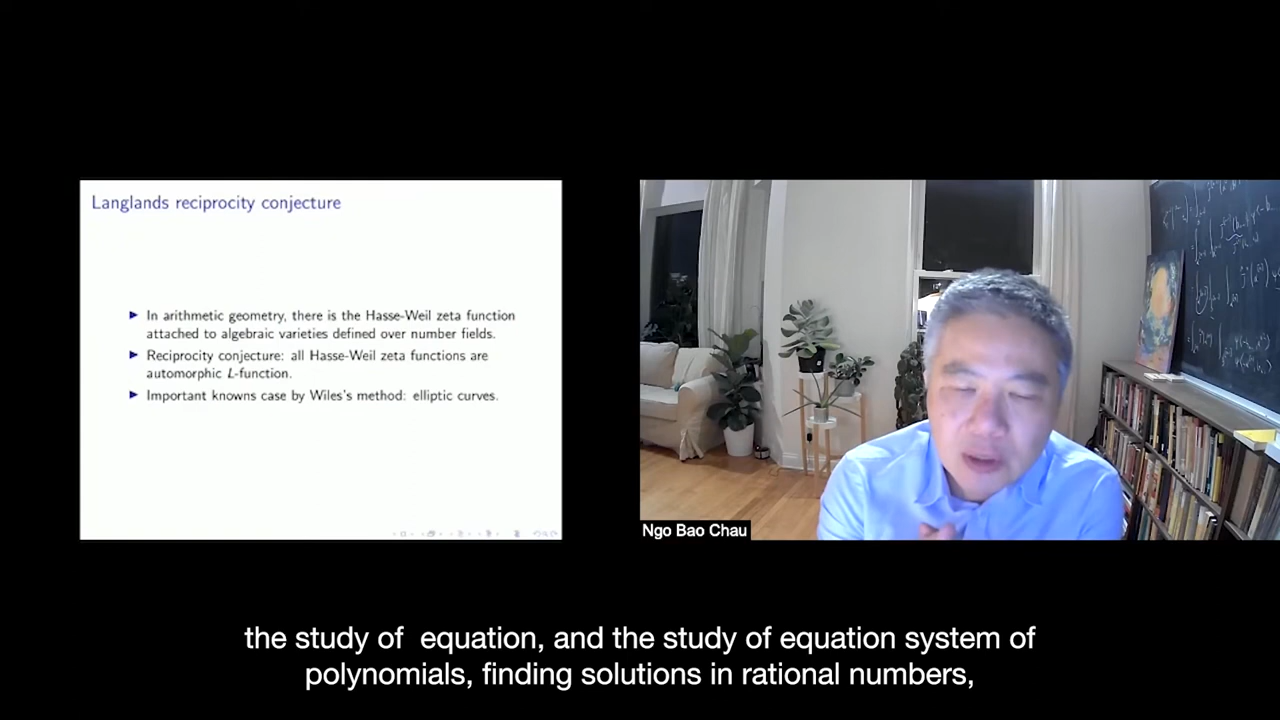 Langlands reciprocity conjecture
▶ In arithmetic geometry, there is the Hasse-Weil zeta function
attached to algebraic varieties defined over number fields.
▶ Reciprocity conjecture: all Hasse-Weil zeta functions are
automorphic L-function.
▶ Important knowns case by Wiles's method: elliptic curves.
Ngo Bao Chau
the study of equation, and the study of equation system of
polynomials, finding solutions in rational numbers,